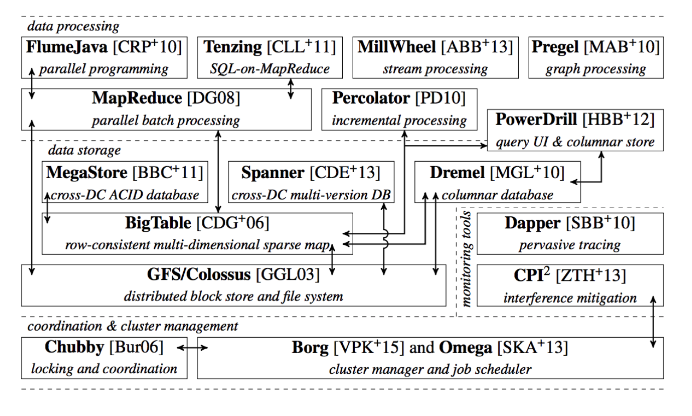 data processing
FlumeJava [CRP+10]
parallel programming
Tenzing [CLL+11]
SQL-on-MapReduce
MillWheel [ABB+13]
stream processing
Pregel [MAB+10]
graph processing
MapReduce [DG08]
parallel batch processing
Percolator [PD10]
incremental processing
PowerDrill [HBB+12]
query UI & columnar store
data storage
MegaStore [BBC+11]
cross-DC ACID database
Spanner [CDE+13]
cross-DC multi-version DB
Dremel [MGL+10]
columnar database
BigTable [CDG+06]
row-consistent multi-dimensional sparse map
GFS/Colossus [GGL03]
distributed block store and file system
monitoring tools
Dapper [SBB+10]
pervasive tracing
CPI2 [ZTH+13]
interference mitigation
coordination & cluster management
Chubby [Bur06]
locking and coordination
Borg [VPK+15] and Omega [SKA+13]
cluster manager and job scheduler